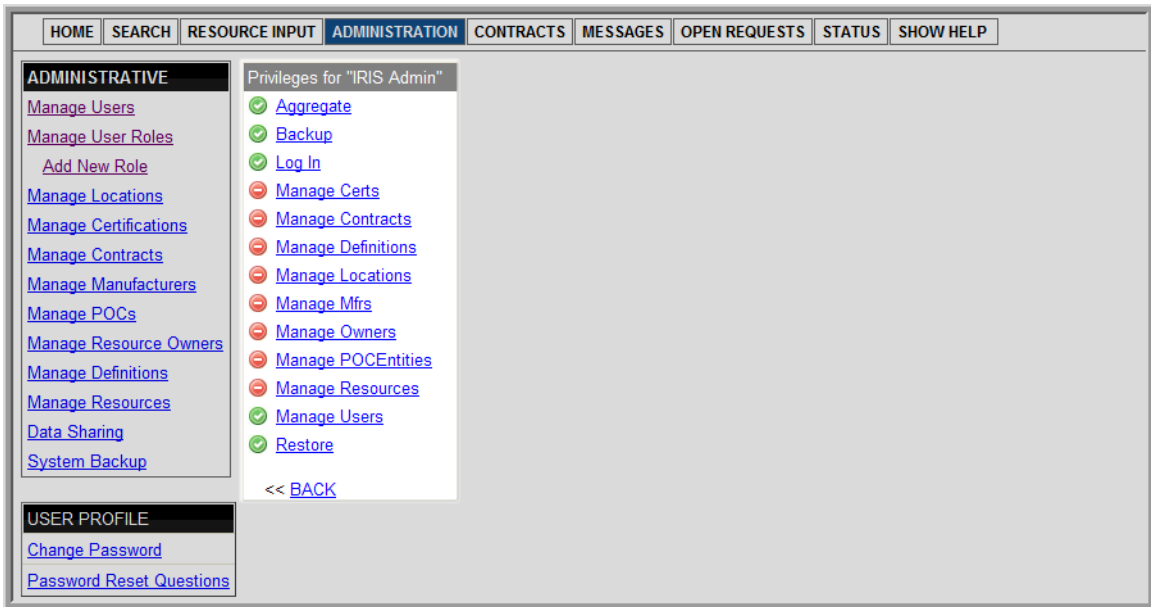 HOME SEARCH RESOURCE INPUT ADMINISTRATION CONTRACTS MESSAGES OPEN REQUESTS STATUS SHOW HELP
ADMINISTRATIVE
Manage Users
Manage User Roles
Add New Role
Manage Locations
Manage Certifications
Manage Contracts
Manage Manufacturers
Manage POCs
Manage Resource Owners
Manage Definitions
Manage Resources
Data Sharing
System Backup
USER PROFILE
Change Password
Password Reset Questions
Privileges for "IRIS Admin"
Aggregate
Backup
Log In
Manage Certs
Manage Contracts
Manage Definitions
Manage Locations
Manage Mfrs
Manage Owners
Manage POCEntities
Manage Resources
Manage Users
Restore
<< BACK